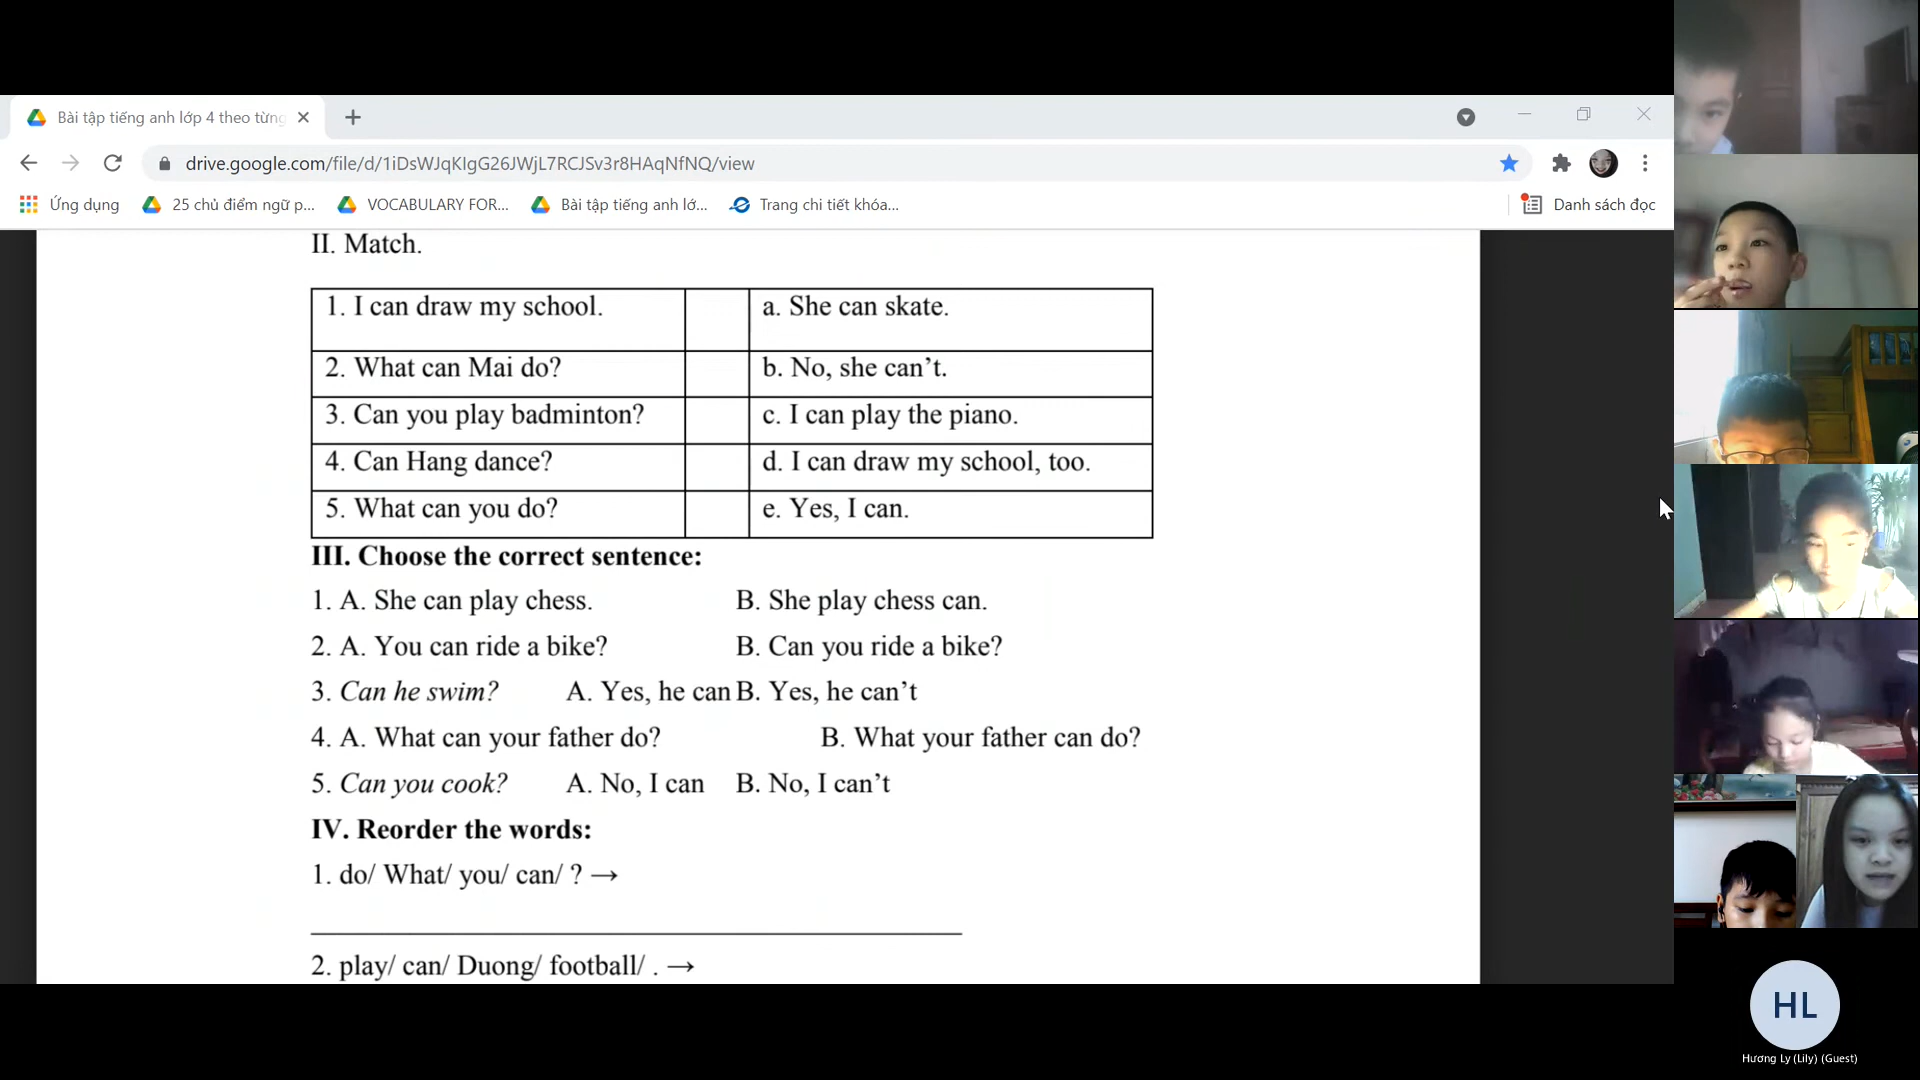 Bài tập tiếng anh lớp 4 theo từng
drive.google.com/file/d/1iDsWJqKIgG26JWjL7RCJSv3r8HAqNfNQ/view
Ứng dụng 25 chủ điểm ngữ p... VOCABULARY FOR... Bài tập tiếng anh lớ... Trang chi tiết khóa... Danh sách đọc
II. Match.
1. I can draw my school. a. She can skate.
2. What can Mai do? b. No, she can’t.
3. Can you play badminton? c. I can play the piano.
4. Can Hang dance? d. I can draw my school, too.
5. What can you do? e. Yes, I can.
III. Choose the correct sentence:
1. A. She can play chess. B. She play chess can.
2. A. You can ride a bike? B. Can you ride a bike?
3. Can he swim? A. Yes, he can B. Yes, he can’t
4. A. What can your father do? B. What your father can do?
5. Can you cook? A. No, I can B. No, I can’t
IV. Reorder the words:
1. do/ What/ you/ can/ ? →
2. play/ can/ Duong/ football/ . →
HL
Hương Ly (Lily) (Guest)